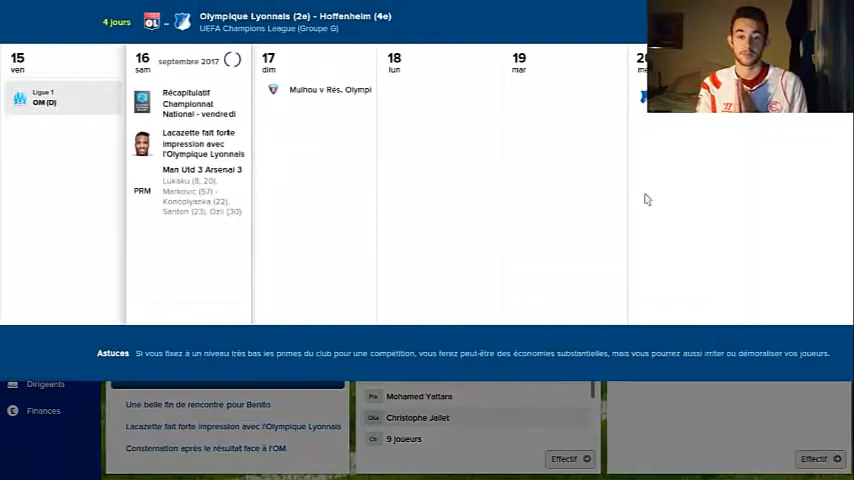 4 jours
OL
Olympique Lyonnais (2e) - Hoffenheim (4e)
UEFA Champions League (Groupe G)
15
ven
16
sam
septembre 2017
17
dim
18
lun
19
mar
20
Ligue 1
OM (D)
Récapitulatif
Championnat
National - vendredi
Lacazette fait forte
impression avec
l'Olympique Lyonnais
PRM
Man Utd 3 Arsenal 3
Lukaku (8, 20),
Merkovic (57) -
Konoplyanka (22),
Santon (23), Ozil (30)
Mulhou v Rés. Olympi
Astuces Si vous fixez à un niveau très bas les primes du club pour une compétition, vous ferez peut-être des économies substantielles, mais vous pourrez aussi irriter ou démoraliser vos joueurs.
Dirigeants
Finances
Une belle fin de rencontre pour Benito
Lacazette fait forte impression avec l'Olympique Lyonnais
Consternation après le résultat face à l'OM
Pre Mohamed Yattara
Christophe Jallet
9 joueurs
Effectif
Effectif